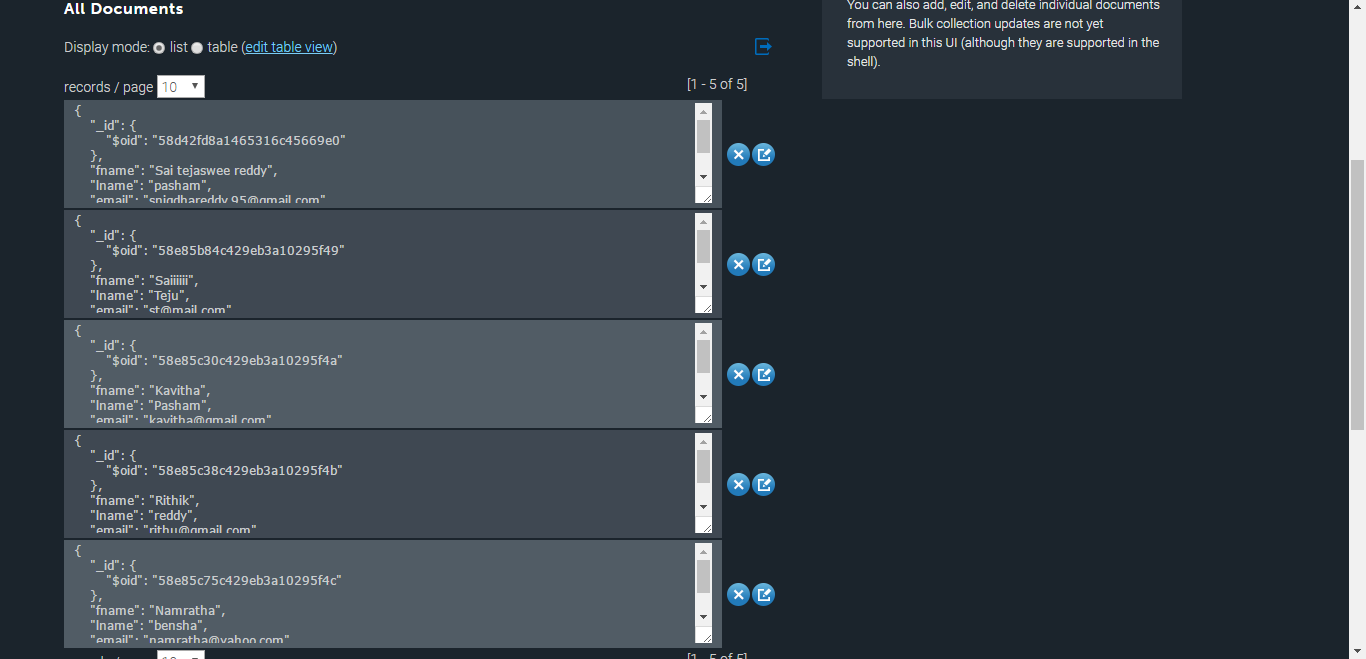 All Documents
Display mode: list table (edit table view)
records / page 10
[1 - 5 of 5]
{
"_id": {
"$oid": "58d42fd8a1465316c45669e0"
},
"fname": "Sai tejaswee reddy",
"lname": "pasham",
"email": "snigdhareddy.95@gmail.com"
{
"_id": {
"$oid": "58e85b84c429eb3a10295f49"
},
"fname": "Saiiiiii",
"lname": "Teju",
"email": "st@mail.com"
{
"_id": {
"$oid": "58e85c30c429eb3a10295f4a"
},
"fname": "Kavitha",
"lname": "Pasham",
"email": "kavitha@gmail.com"
{
"_id": {
"$oid": "58e85c38c429eb3a10295f4b"
},
"fname": "Rithik",
"lname": "reddy",
"email": "rithu@gmail.com"
{
"_id": {
"$oid": "58e85c75c429eb3a10295f4c"
},
"fname": "Namratha",
"lname": "bensha",
"email": "namratha@yahoo.com"
[1 - 5 of 5]
You can also add, edit, and delete individual documents
from here. Bulk collection updates are not yet
supported in this UI (although they are supported in the
shell).